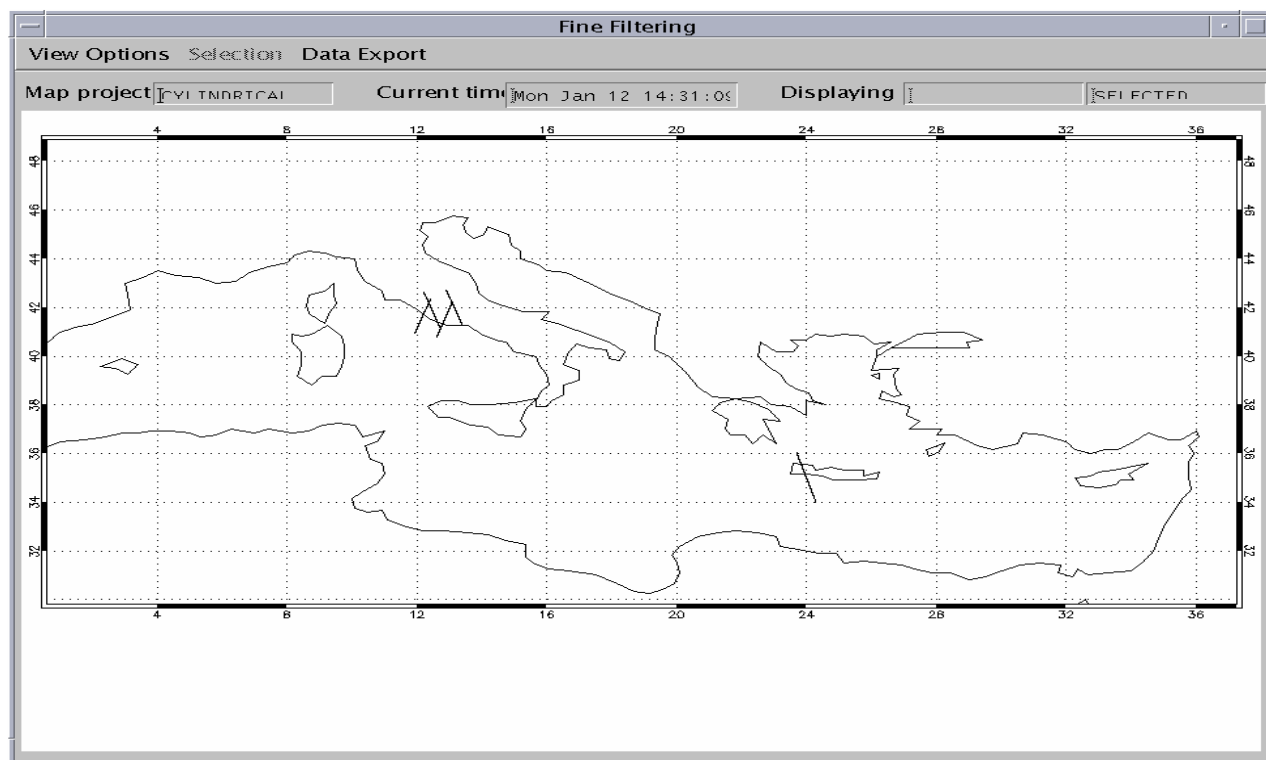 Fine Filtering
View Options Selection Data Export
Map project CYLINDRICAL Current time Mon Jan 12 14:31:09 Displaying SELECTED
4 8 12 16 20 24 28 32 36
48 48
46 46
44 44
42 42
40 40
38 38
36 36
34 34
32 32
4 8 12 16 20 24 28 32 36